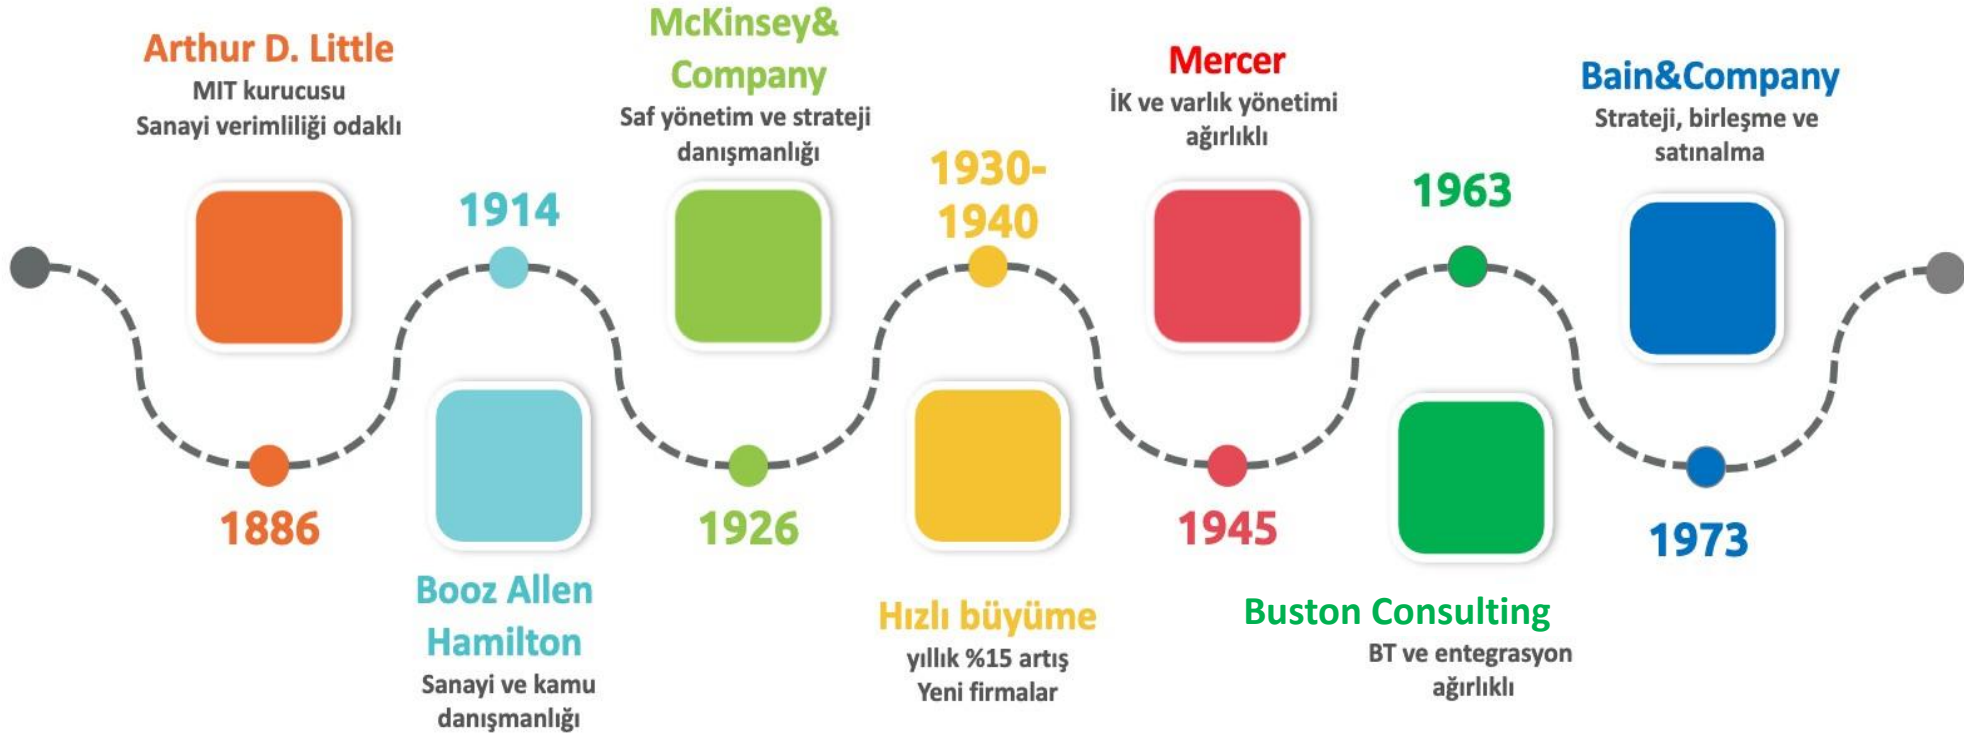 Arthur D. Little
MIT kurucusu
Sanayi verimliliği odaklı
1886
1914
Booz Allen
Hamilton
Sanayi ve kamu
danışmanlığı
McKinsey&
Company
Saf yönetim ve strateji
danışmanlığı
1926
1930-
1940
Hızlı büyüme
yıllık %15 artış
Yeni firmalar
Mercer
İK ve varlık yönetimi
ağırlıklı
1945
1963
Buston Consulting
BT ve entegrasyon
ağırlıklı
Bain&Company
Strateji, birleşme ve
satınalma
1973